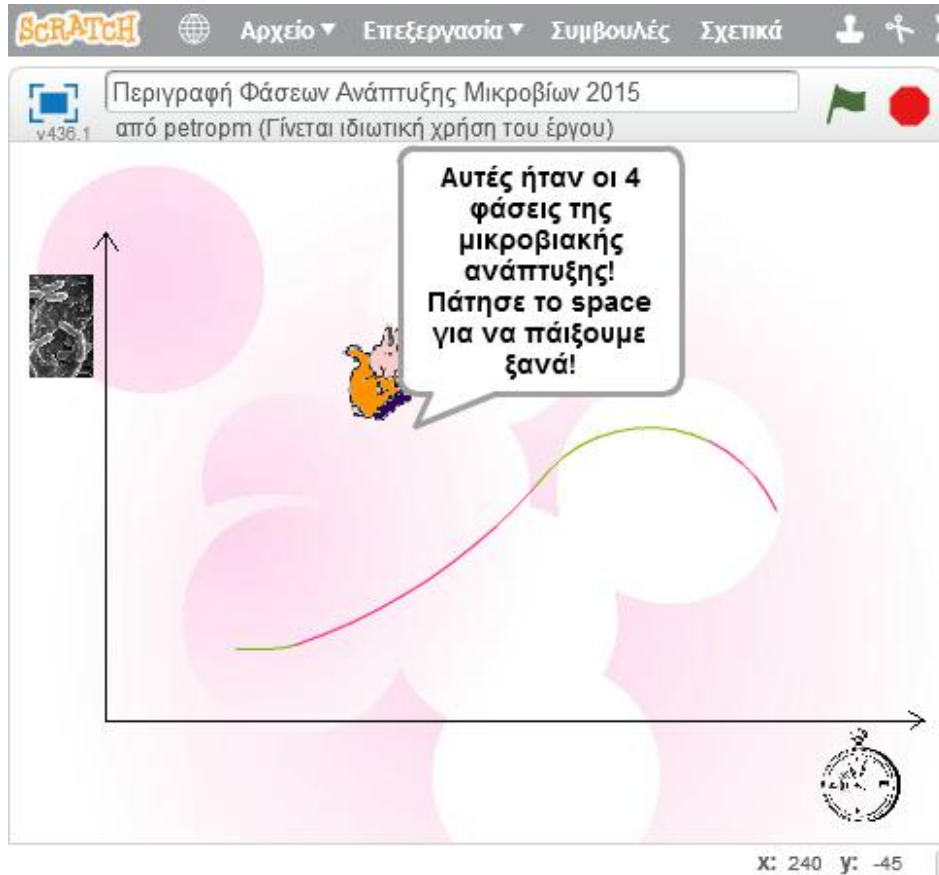 SCRATCH Αρχείο Επεξεργασία Συμβουλές Σχετικά
Περιγραφή Φάσεων Ανάπτυξης Μικροβίων 2015
v436.1 από petropm (Γίνεται ιδιωτική χρήση του έργου)
Αυτές ήταν οι 4
φάσεις της
μικροβιακής
ανάπτυξης!
Πάτησε το space
για να πάιξουμε
ξανά!
x: 240 y: -45